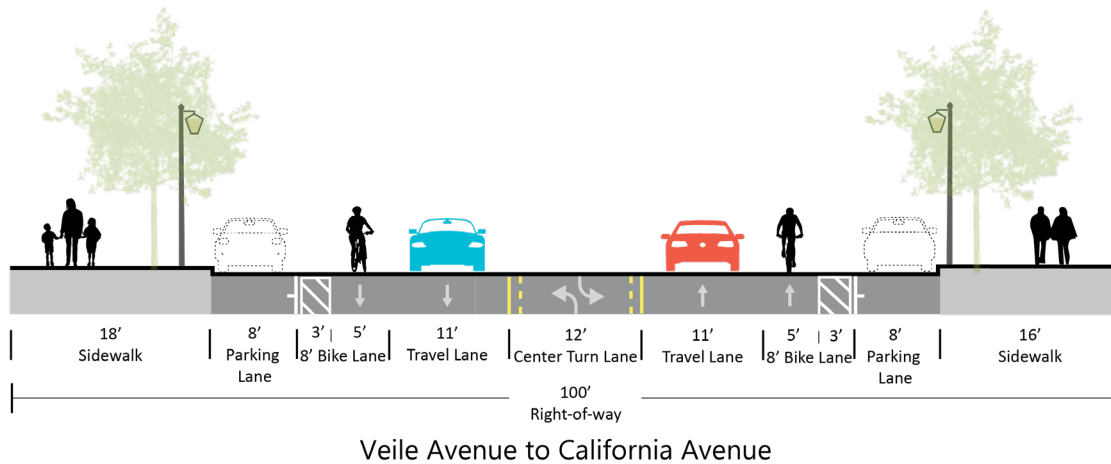 18’ 8’ 3’ | 5’ 11’ 12’ 11’ 5’ | 3’ 8’ 16’
Sidewalk Parking Lane 8’ Bike Lane Travel Lane Center Turn Lane Travel Lane 8’ Bike Lane Parking Lane Sidewalk
100’
Right-of-way
Veile Avenue to California Avenue